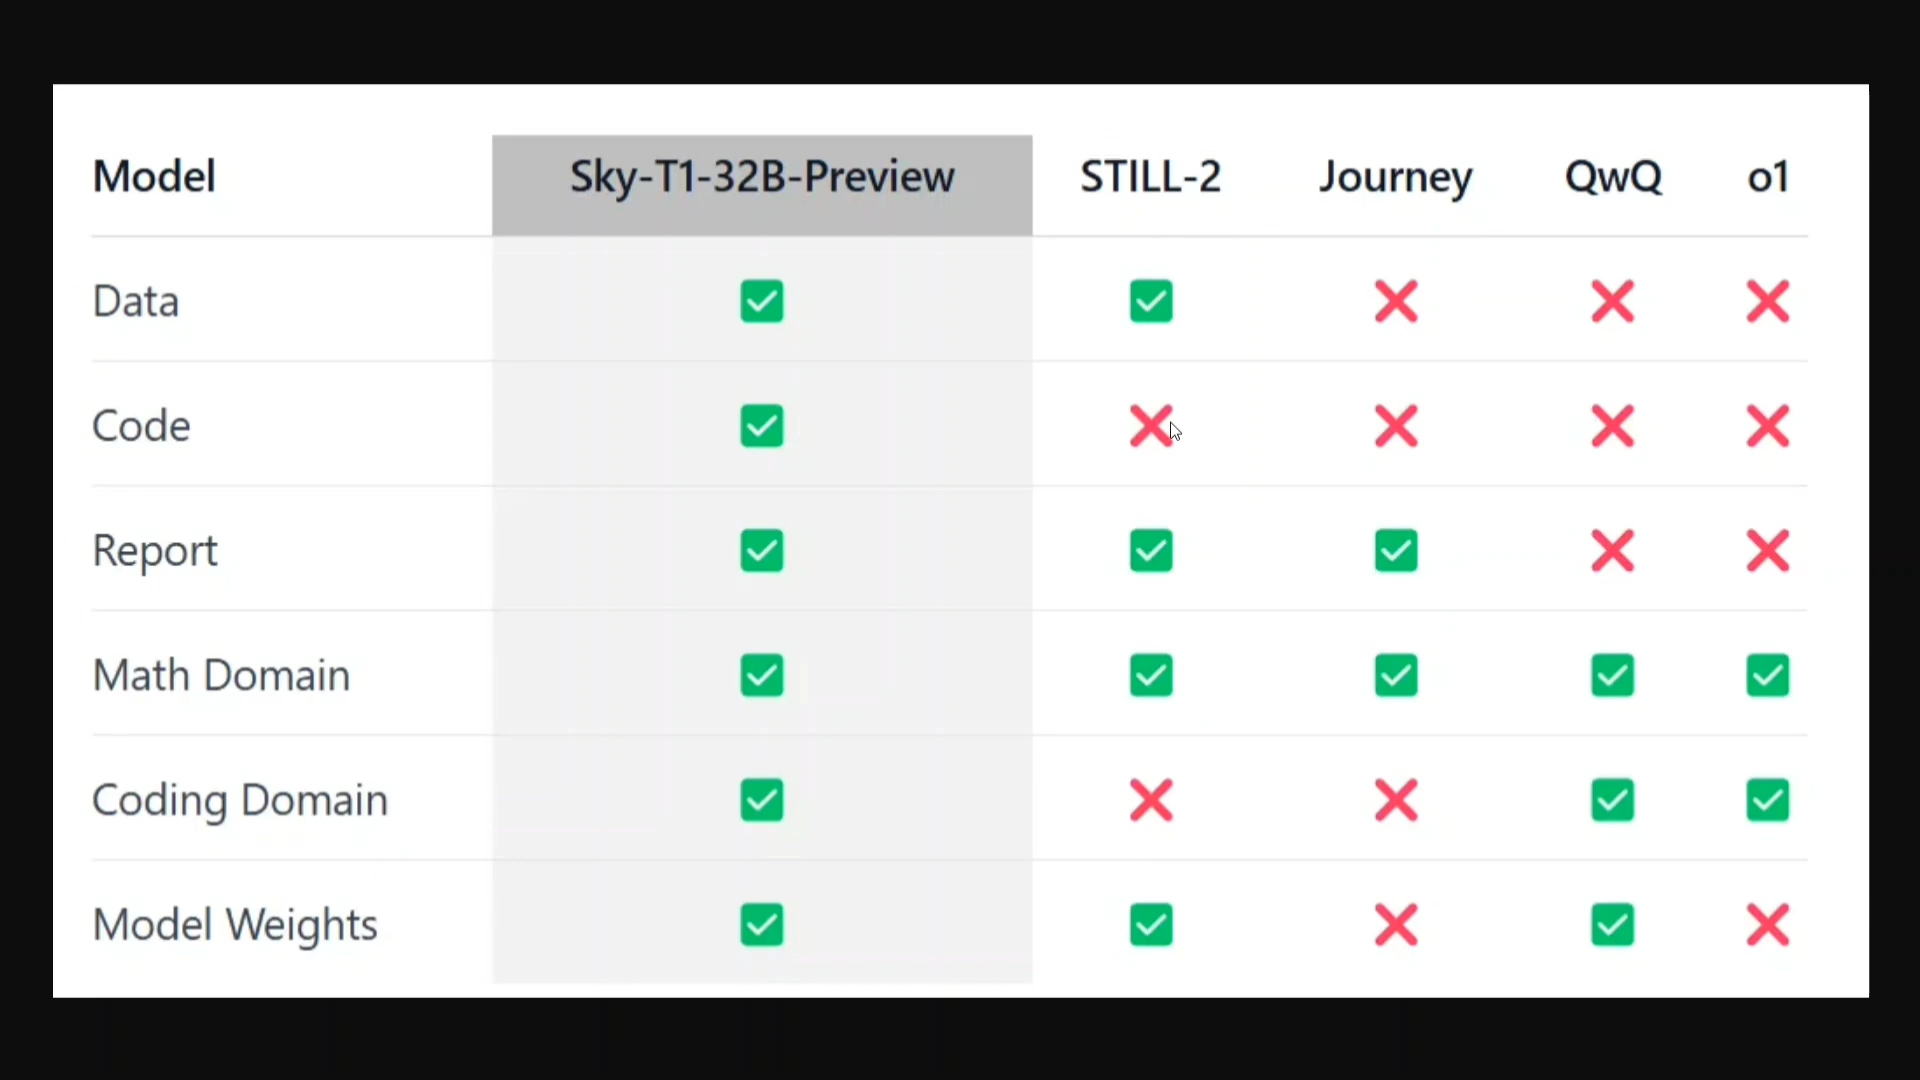 Model Sky-T1-32B-Preview STILL-2 Journey QwQ o1
Data
Code
Report
Math Domain
Coding Domain
Model Weights